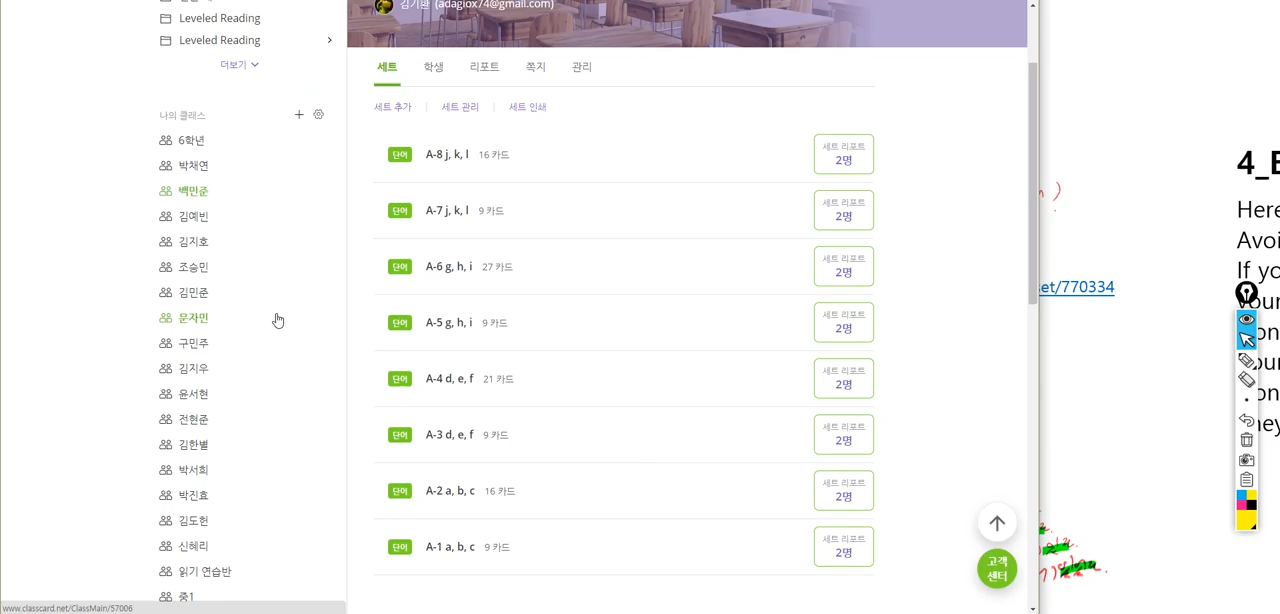 Leveled Reading
Leveled Reading
더보기
나의 클래스
6학년
박채연
백민준
김예빈
김지호
조승민
김민준
문자민
구민주
김지우
윤서현
전현준
김한별
박서희
박진효
김도헌
신혜리
읽기 연습반
중1
www.classcard.net/ClassMain/57006
김기환 (adagiox74@gmail.com)
세트 학생 리포트 쪽지 관리
세트 추가 | 세트 관리 | 세트 인쇄
단어 A-8 j, k, l 16 카드 세트 리포트
2명
단어 A-7 j, k, l 9 카드 세트 리포트
2명
단어 A-6 g, h, i 27 카드 세트 리포트
2명
단어 A-5 g, h, i 9 카드 세트 리포트
2명
단어 A-4 d, e, f 21 카드 세트 리포트
2명
단어 A-3 d, e, f 9 카드 세트 리포트
2명
단어 A-2 a, b, c 16 카드 세트 리포트
2명
단어 A-1 a, b, c 9 카드 세트 리포트
2명
고객
센터
4_E
Here
Avoi
If yo
set/770334